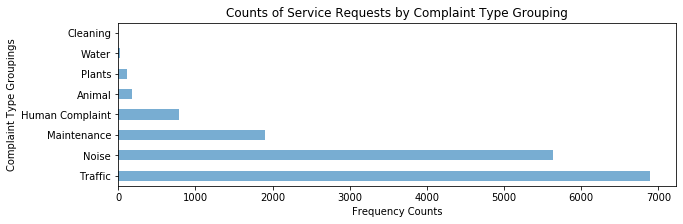 Counts of Service Requests by Complaint Type Grouping
Complaint Type Groupings
Cleaning
Water
Plants
Animal
Human Complaint
Maintenance
Noise
Traffic
0 1000 2000 3000 4000 5000 6000 7000
Frequency Counts